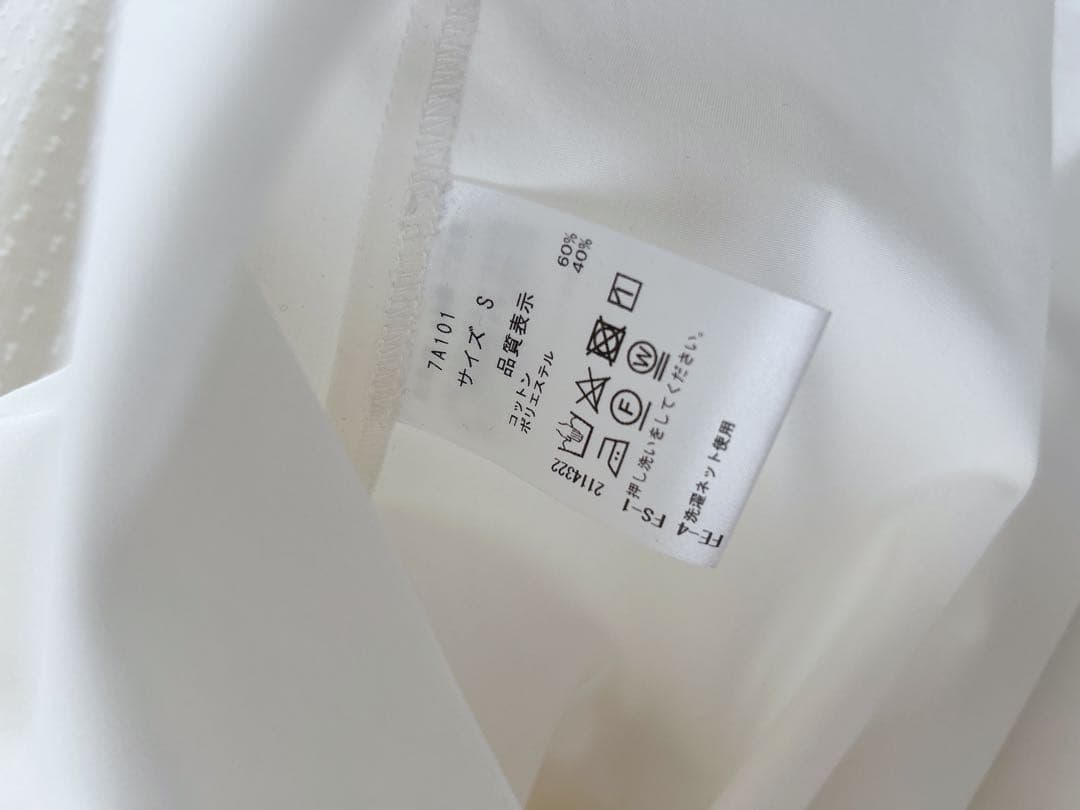 7A101
サイズ S
品質表示
コットン 60%
ポリエステル 40%
2114322
F W
FS-1
押し洗いをしてください。
FE-4
洗濯ネット使用